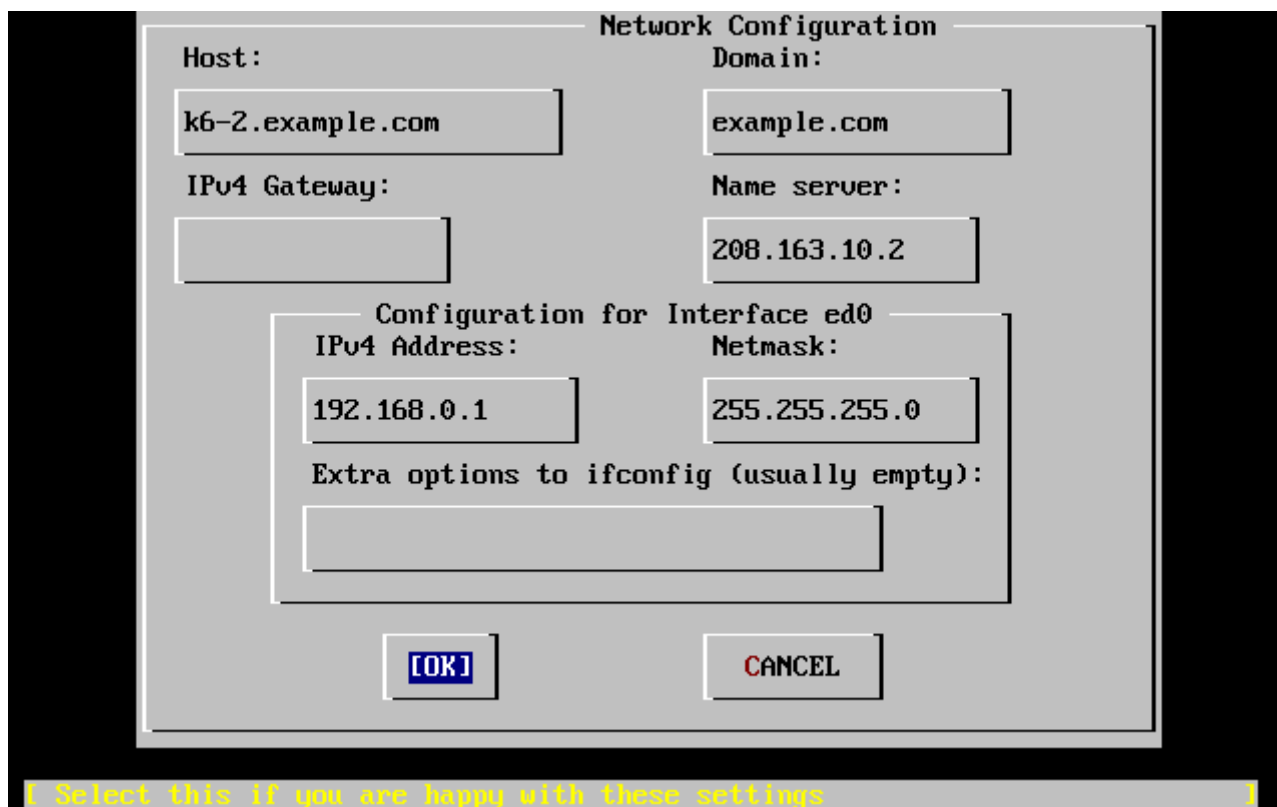 Network Configuration
Host: Domain:
k6-2.example.com example.com
IPv4 Gateway: Name server:
208.163.10.2
Configuration for Interface ed0
IPv4 Address: Netmask:
192.168.0.1 255.255.255.0
Extra options to ifconfig (usually empty):
[OK] CANCEL
[ Select this if you are happy with these settings ]